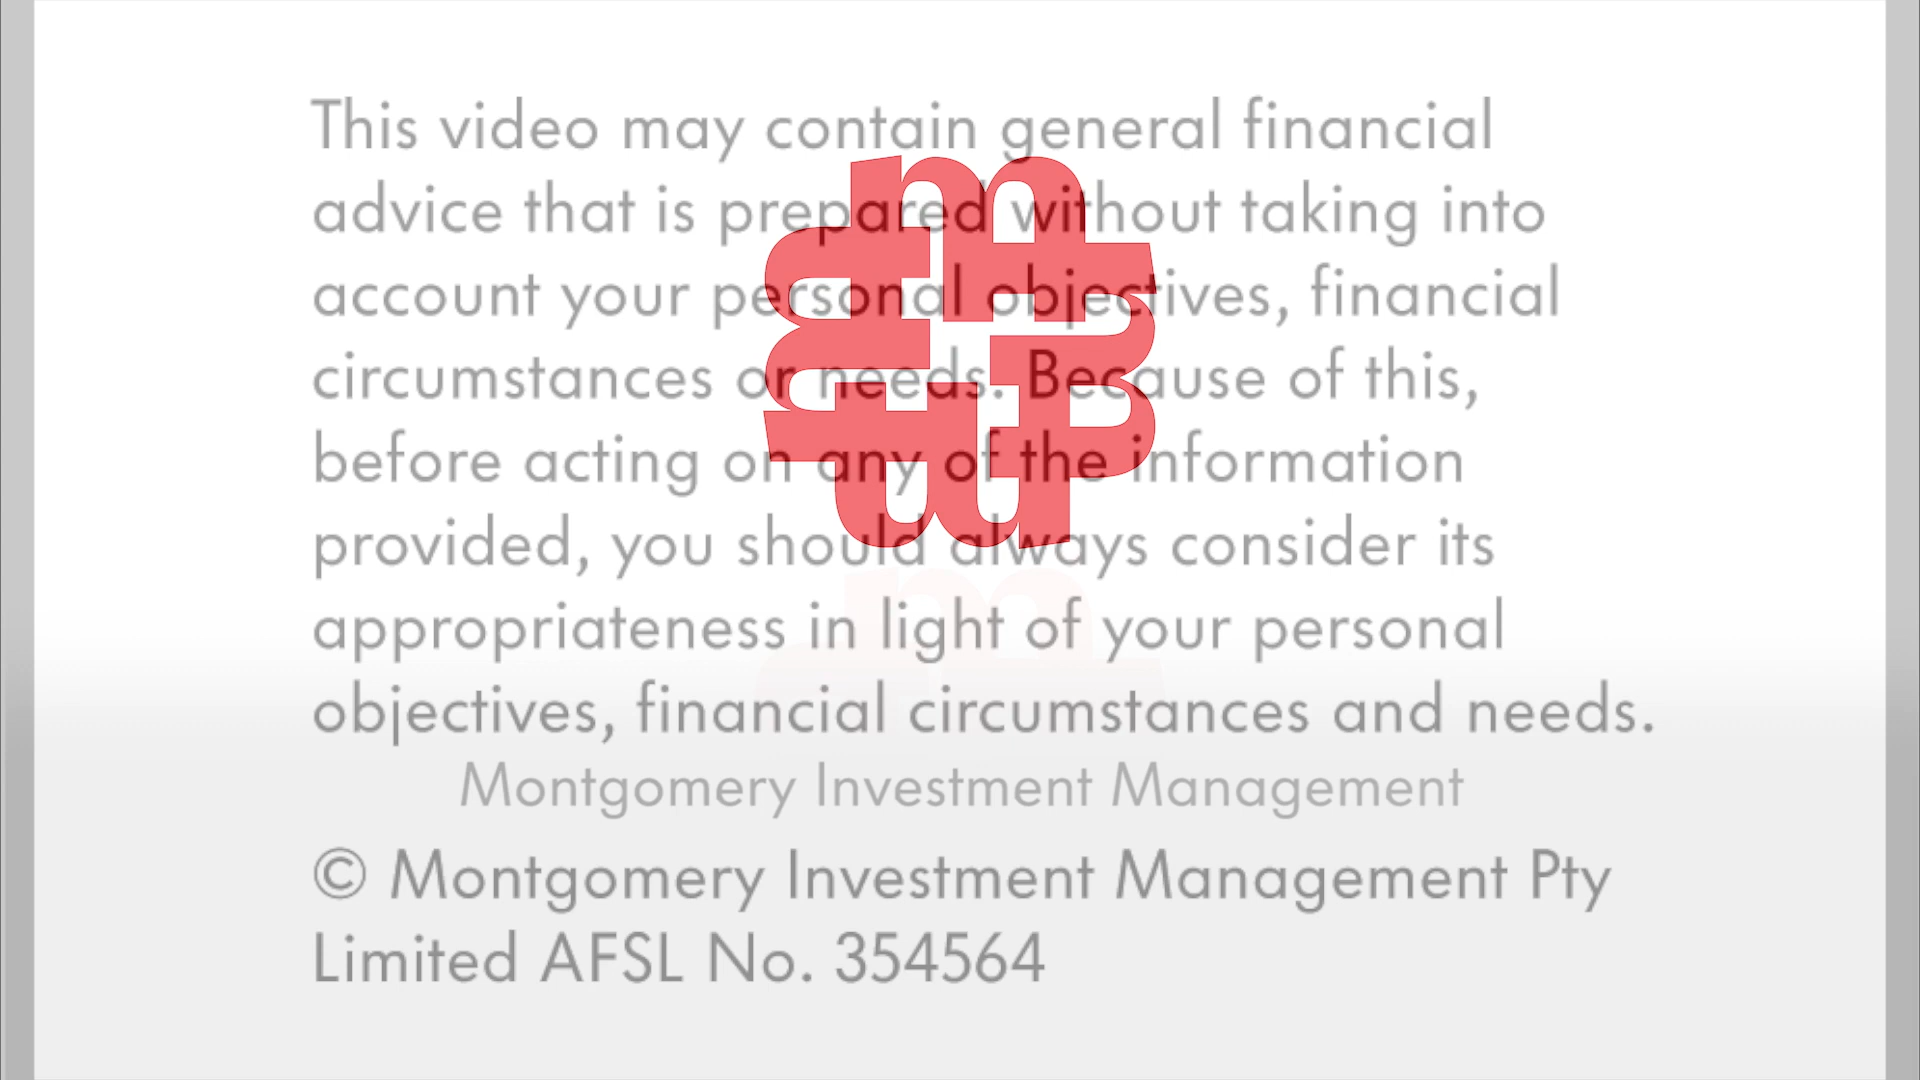 This video may contain general financial
advice that is prepared without taking into
account your personal objectives, financial
circumstances or needs. Because of this,
before acting on any of the information
provided, you should always consider its
appropriateness in light of your personal
objectives, financial circumstances and needs.
Montgomery Investment Management
© Montgomery Investment Management Pty
Limited AFSL No. 354564